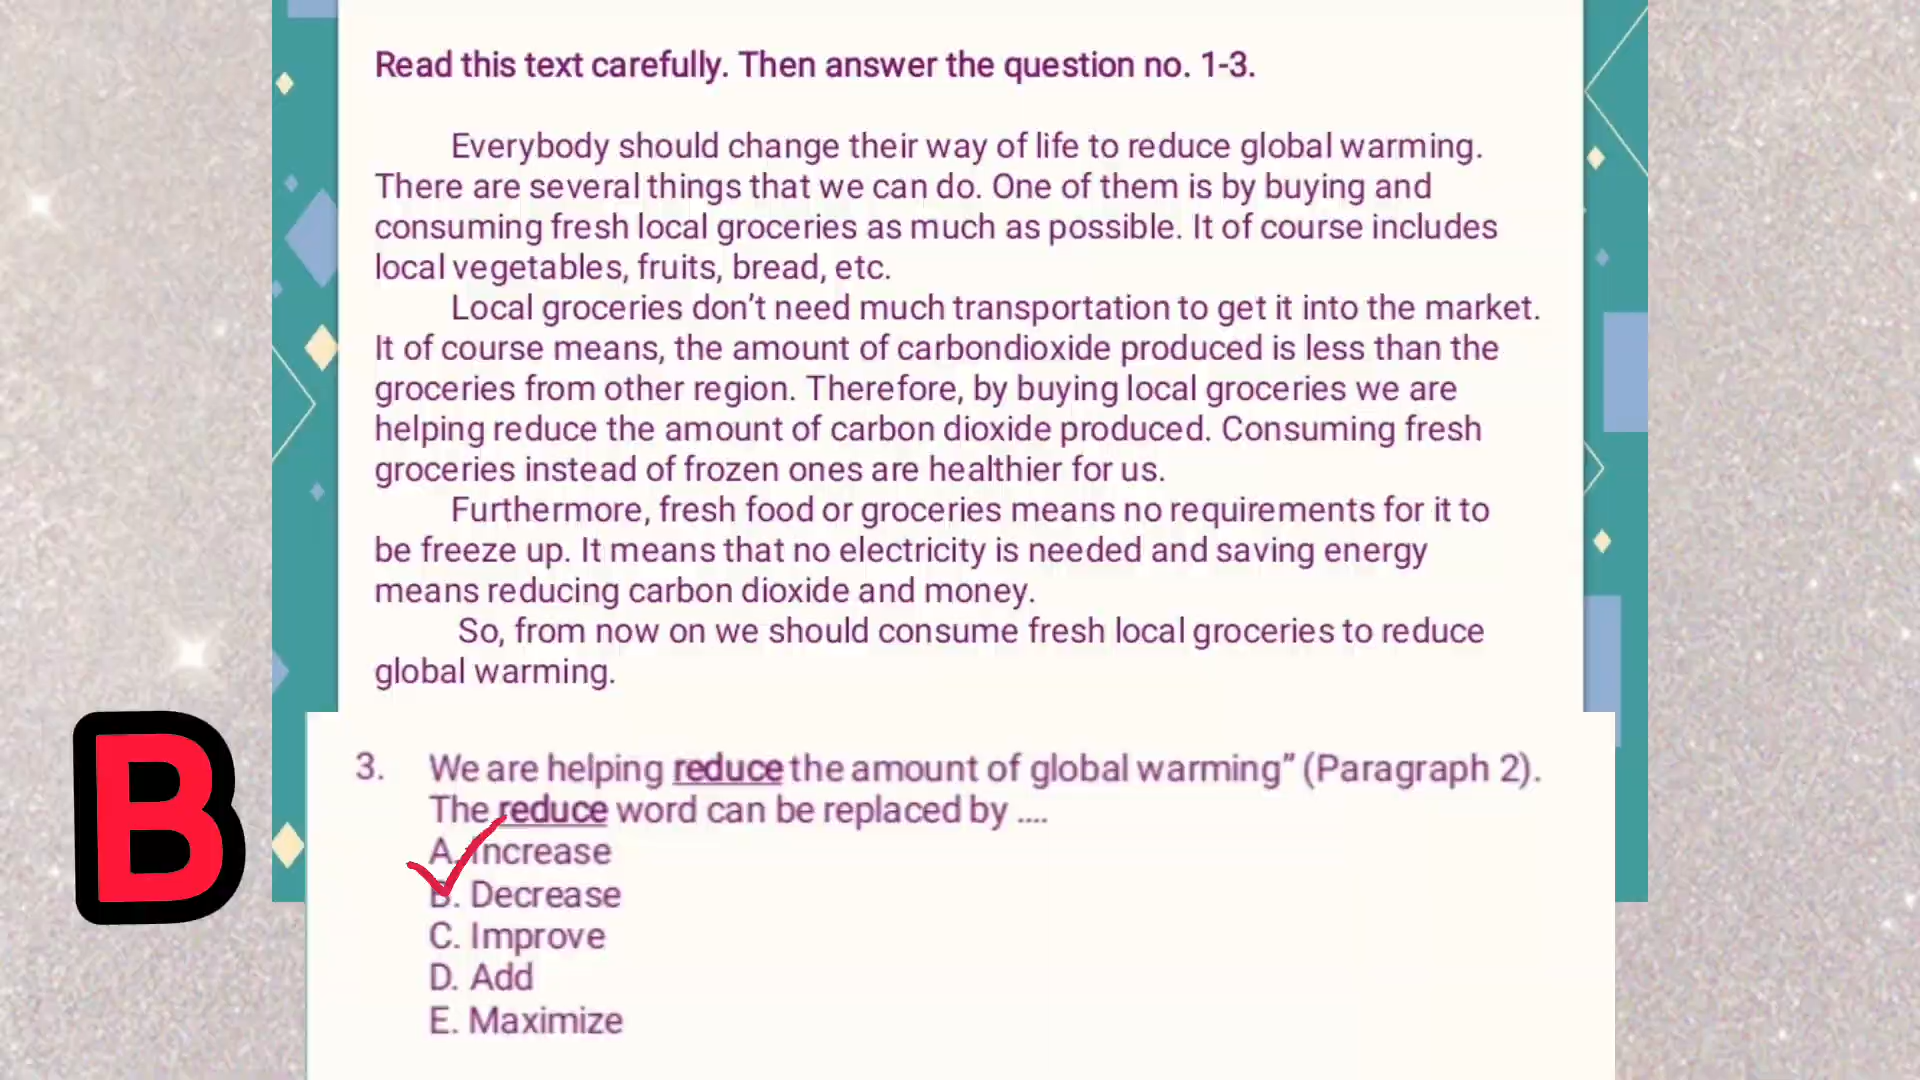 Read this text carefully. Then answer the question no. 1-3.
Everybody should change their way of life to reduce global warming.
There are several things that we can do. One of them is by buying and
consuming fresh local groceries as much as possible. It of course includes
local vegetables, fruits, bread, etc.
Local groceries don't need much transportation to get it into the market.
It of course means, the amount of carbondioxide produced is less than the
groceries from other region. Therefore, by buying local groceries we are
helping reduce the amount of carbon dioxide produced. Consuming fresh
groceries instead of frozen ones are healthier for us.
Furthermore, fresh food or groceries means no requirements for it to
be freeze up. It means that no electricity is needed and saving energy
means reducing carbon dioxide and money.
So, from now on we should consume fresh local groceries to reduce
global warming.
B
3. We are helping reduce the amount of global warming” (Paragraph 2).
The reduce word can be replaced by ....
A. Increase
B. Decrease
C. Improve
D. Add
E. Maximize